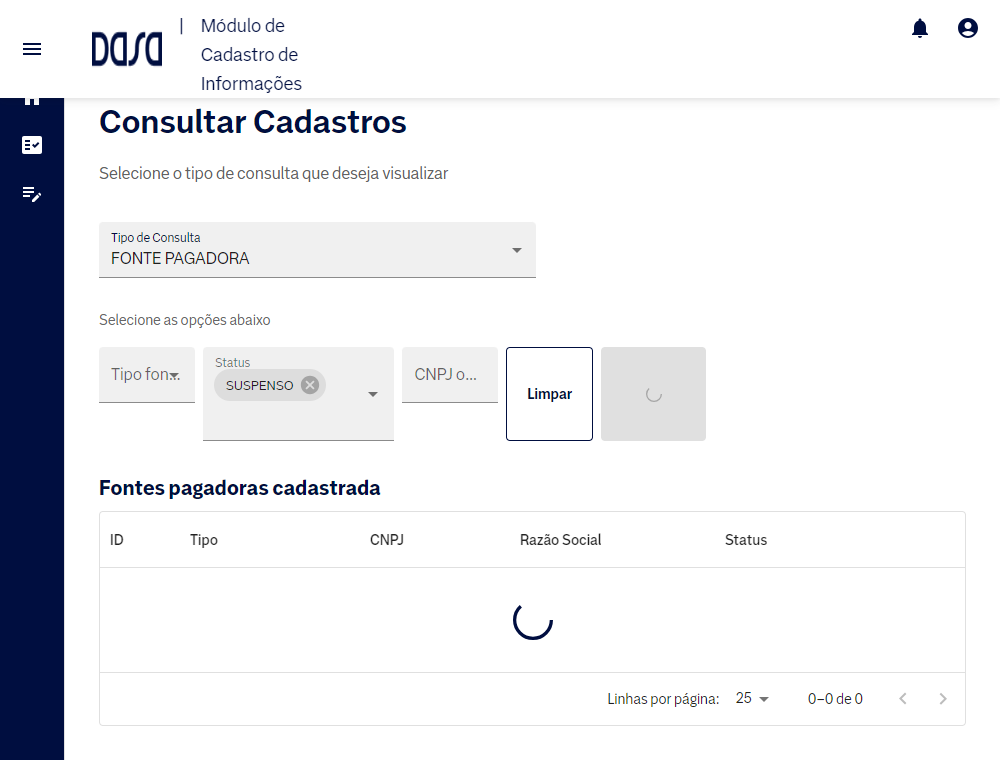 Dasa
|
Módulo de
Cadastro de
Informações
Consultar Cadastros
Selecione o tipo de consulta que deseja visualizar
Tipo de Consulta
FONTE PAGADORA
Selecione as opções abaixo
Tipo fon...
Status
SUSPENSO
CNPJ o...
Limpar
Fontes pagadoras cadastrada
ID Tipo CNPJ Razão Social Status
Linhas por página: 25 0–0 de 0